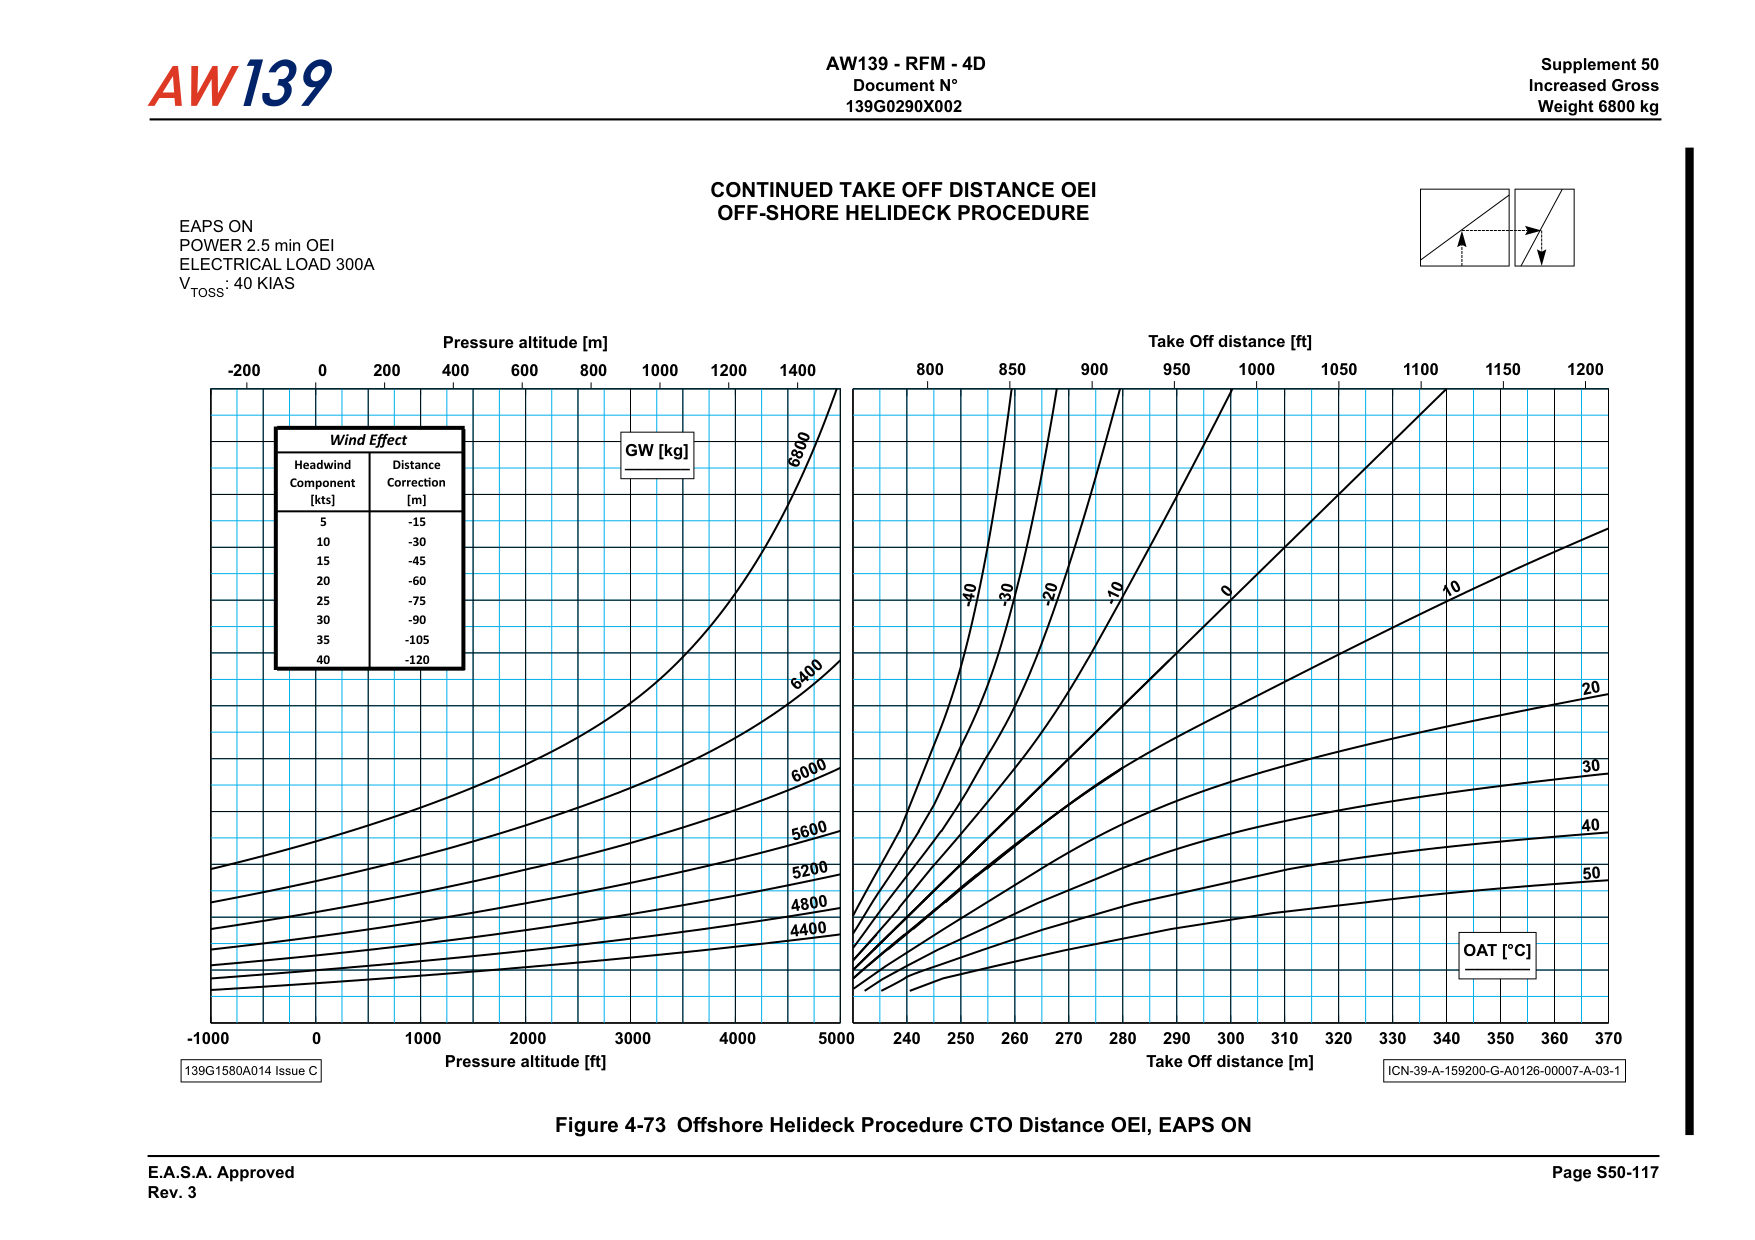 AW139
AW139 - RFM - 4D
Document N°
139G0290X002
Supplement 50
Increased Gross
Weight 6800 kg
CONTINUED TAKE OFF DISTANCE OEI
OFF-SHORE HELIDECK PROCEDURE
EAPS ON
POWER 2.5 min OEI
ELECTRICAL LOAD 300A
VTOSS: 40 KIAS
Pressure altitude [m]
-200 0 200 400 600 800 1000 1200 1400
Take Off distance [ft]
800 850 900 950 1000 1050 1100 1150 1200
Wind Effect
Headwind Component [kts] Distance Correction [m]
5 -15
10 -30
15 -45
20 -60
25 -75
30 -90
35 -105
40 -120
GW [kg]
6800
6400
6000
5600
5200
4800
4400
-40 -30 -20 -10 0 10
20
30
40
50
OAT [°C]
-1000 0 1000 2000 3000 4000 5000
Pressure altitude [ft]
240 250 260 270 280 290 300 310 320 330 340 350 360 370
Take Off distance [m]
139G1580A014 Issue C
ICN-39-A-159200-G-A0126-00007-A-03-1
Figure 4-73 Offshore Helideck Procedure CTO Distance OEI, EAPS ON
E.A.S.A. Approved
Rev. 3
Page S50-117